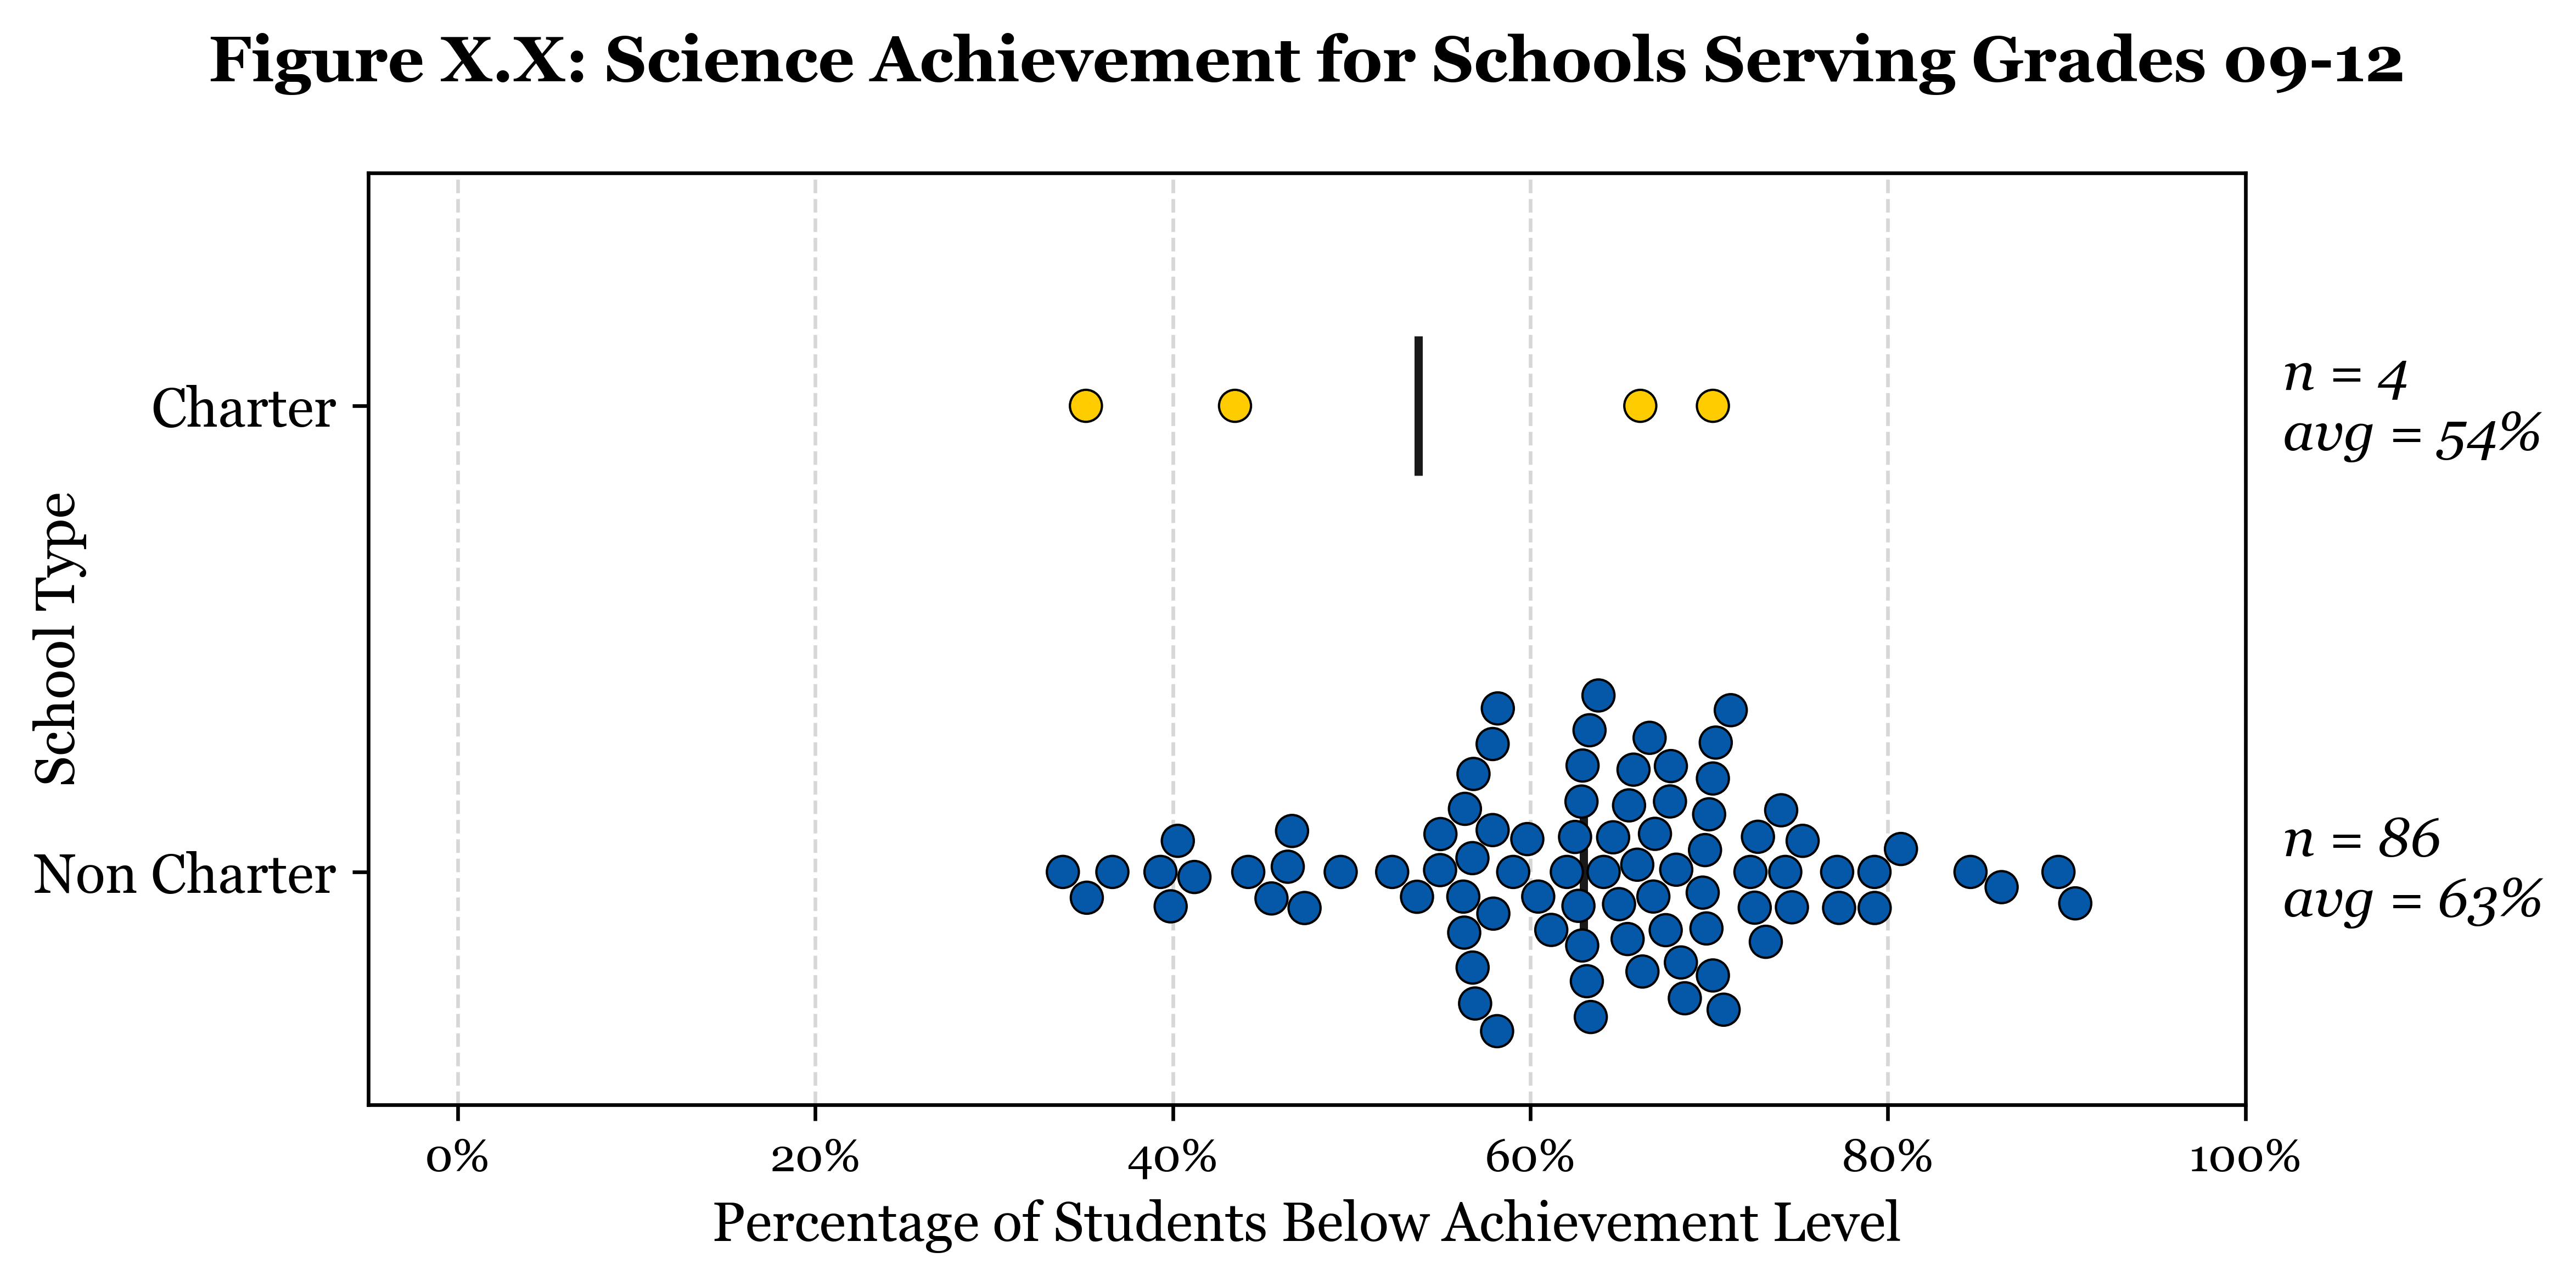 Figure X.X: Science Achievement for Schools Serving Grades 09-12
School Type
Charter
n = 4
avg = 54%
Non Charter
n = 86
avg = 63%
0% 20% 40% 60% 80% 100%
Percentage of Students Below Achievement Level